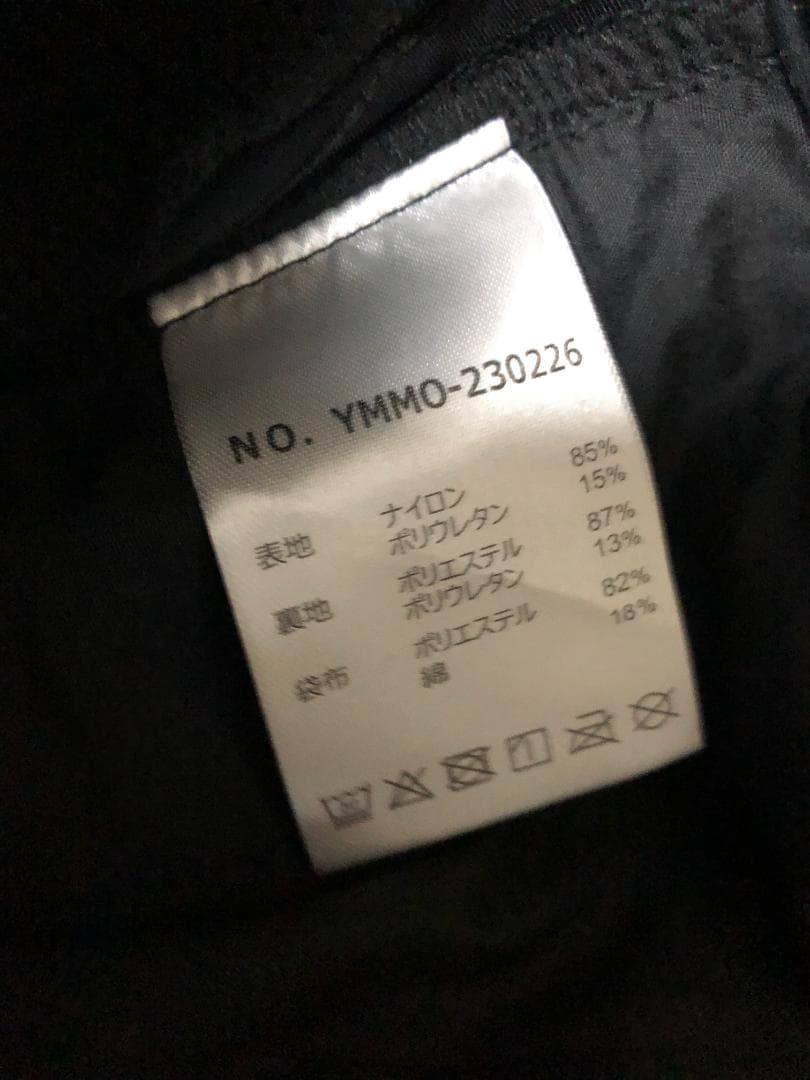 NO. YMMO-230226
表地 ナイロン 85%
ポリウレタン 15%
裏地 ポリエステル 87%
ポリウレタン 13%
袋布 ポリエステル 82%
綿 18%